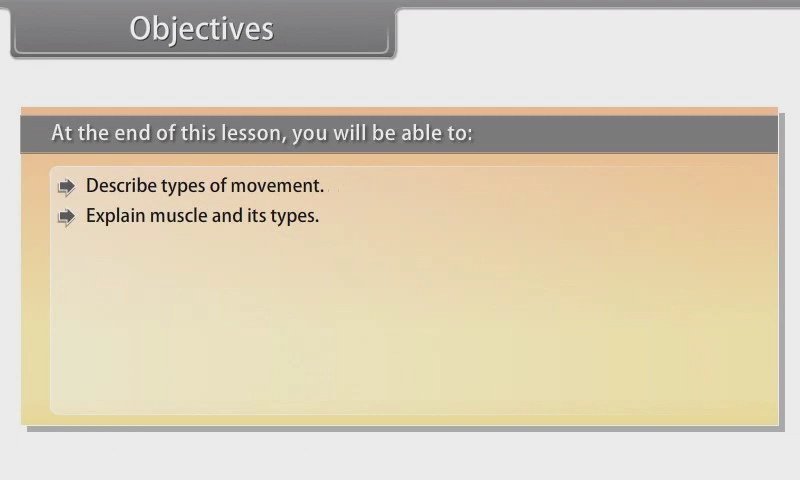 Objectives
At the end of this lesson, you will be able to:
Describe types of movement.
Explain muscle and its types.